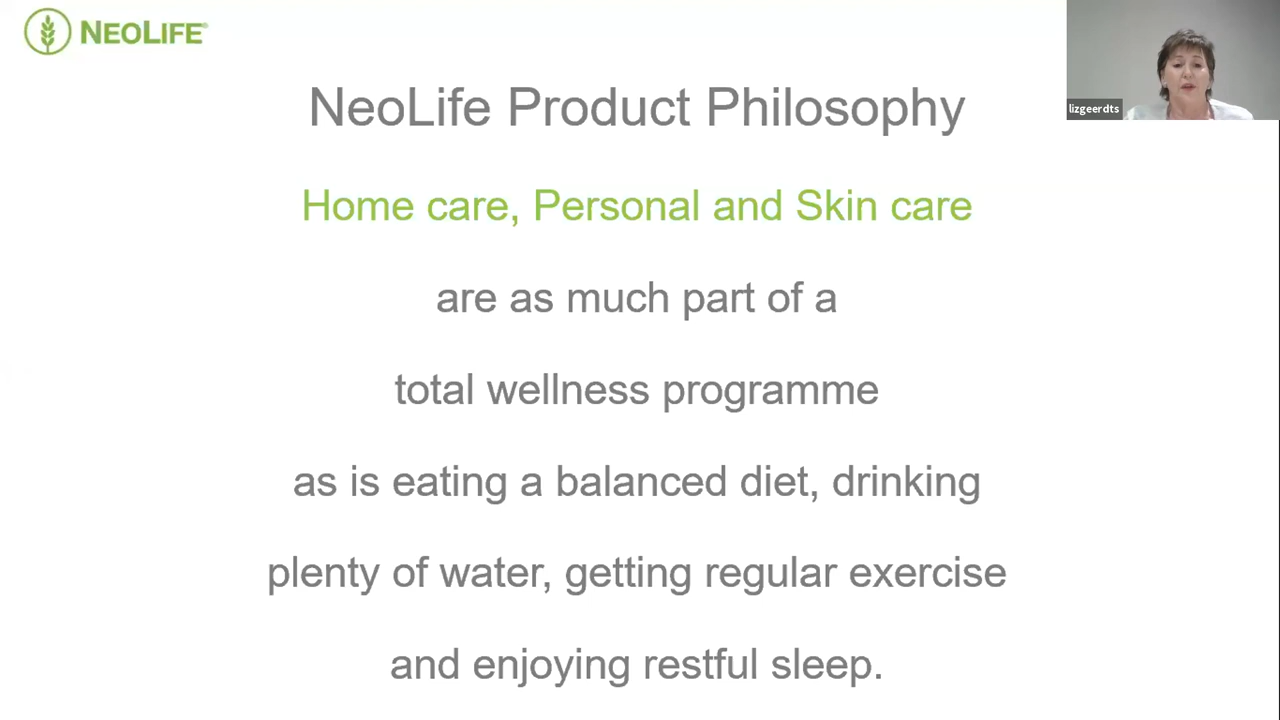 NEOLIFE®
lizgeerdts
NeoLife Product Philosophy
Home care, Personal and Skin care
are as much part of a
total wellness programme
as is eating a balanced diet, drinking
plenty of water, getting regular exercise
and enjoying restful sleep.